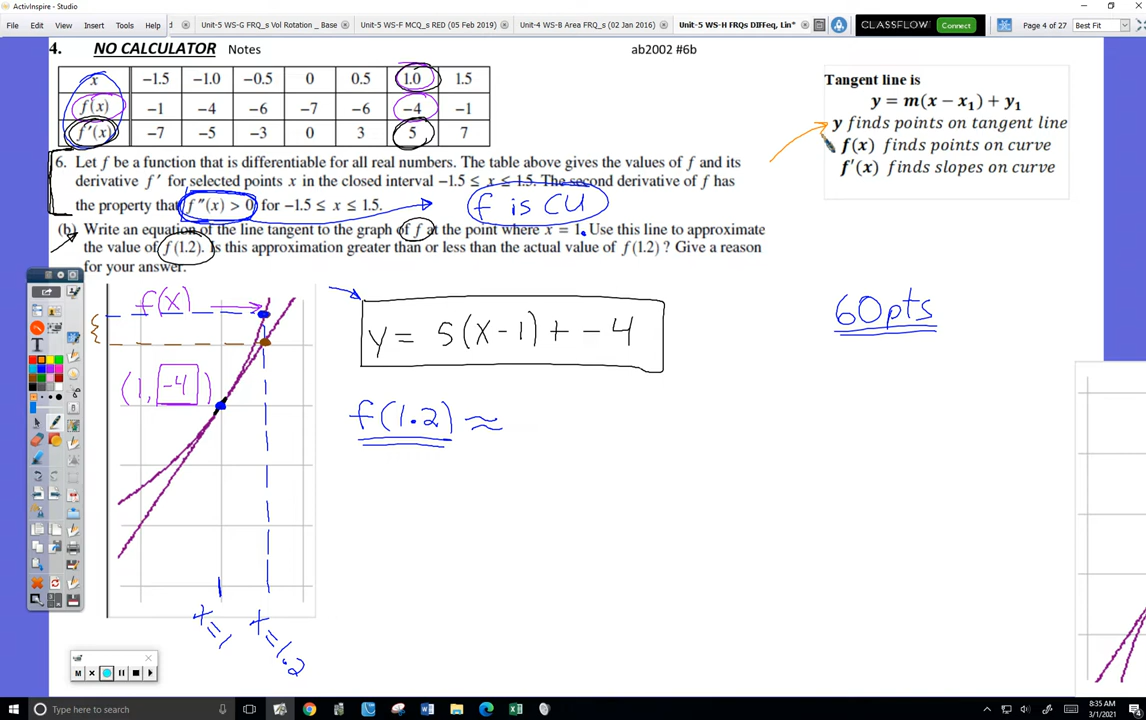 ActivInspire
File Edit View Insert Tools Help
Unit-5 WS-G FRQ_s Vol Rotation _ Base
Unit-5 WS-F MCQ_s RED (05 Feb 2019)
Unit-4 WS-B Area FRQ_s (02 Jan 2016)
Unit-5 WS-H FRQs DIFFeq, Lin*
CLASSFLOW Connect
Page 4 of 27
Best Fit
4. NO CALCULATOR Notes ab2002 #6b
x −1.5 −1.0 −0.5 0 0.5 1.0 1.5
f(x) −1 −4 −6 −7 −6 −4 −1
f′(x) −7 −5 −3 0 3 5 7
Tangent line is
y = m(x − x₁) + y₁
y finds points on tangent line
f(x) finds points on curve
f′(x) finds slopes on curve
6. Let f be a function that is differentiable for all real numbers. The table above gives the values of f and its
derivative f ′ for selected points x in the closed interval −1.5 ≤ x ≤ 1.5. The second derivative of f has
the property that f ″(x) > 0 for −1.5 ≤ x ≤ 1.5.
f is CU
(b) Write an equation of the line tangent to the graph of f at the point where x = 1. Use this line to approximate
the value of f(1.2). Is this approximation greater than or less than the actual value of f(1.2) ? Give a reason
for your answer.
f(x)
(1, -4)
y = 5(x-1) + -4
60pts
f(1.2) ≈
x=1
x=1.2
M
Type here to search
8:35 AM
3/1/2021